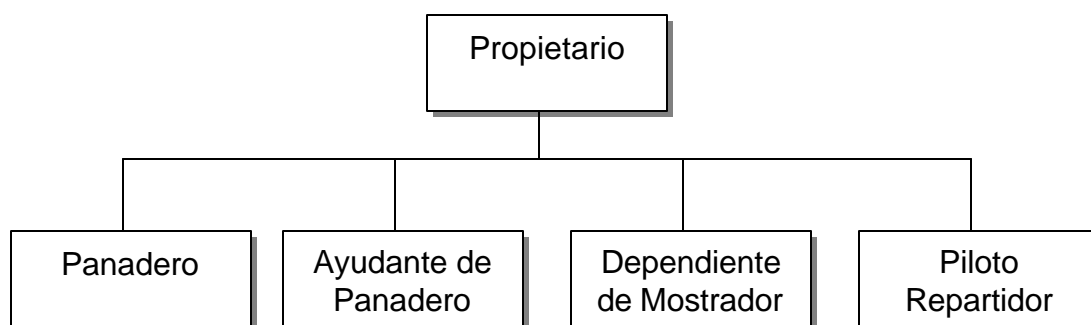 Propietario
Panadero
Ayudante de
Panadero
Dependiente
de Mostrador
Piloto
Repartidor